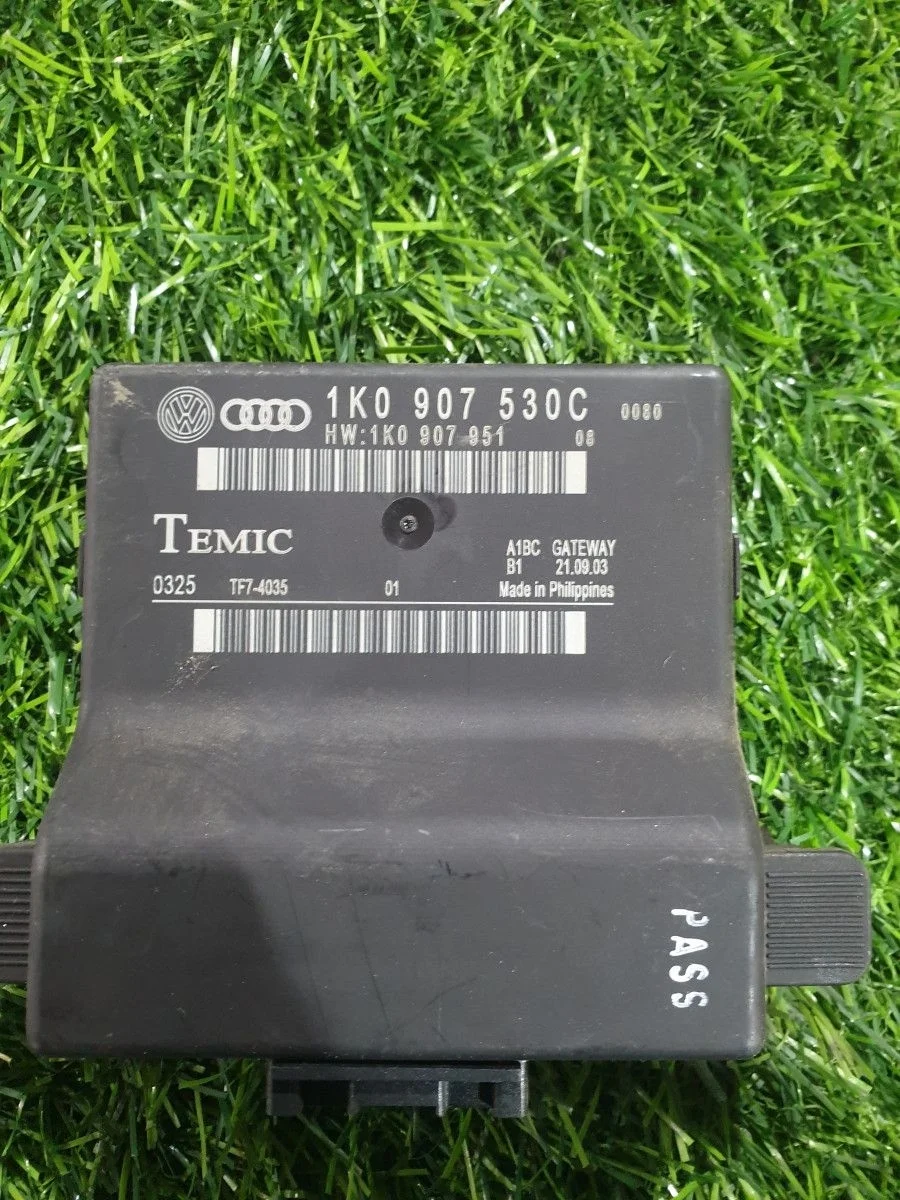 1K0 907 530C 0080
HW:1K0 907 951 08
TEMIC
A1BC GATEWAY
B1 21.09.03
0325 TF7-4035 01 Made in Philippines
PASS